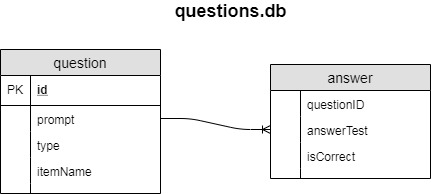 questions.db
question
PK id
prompt
type
itemName
answer
questionID
answerTest
isCorrect